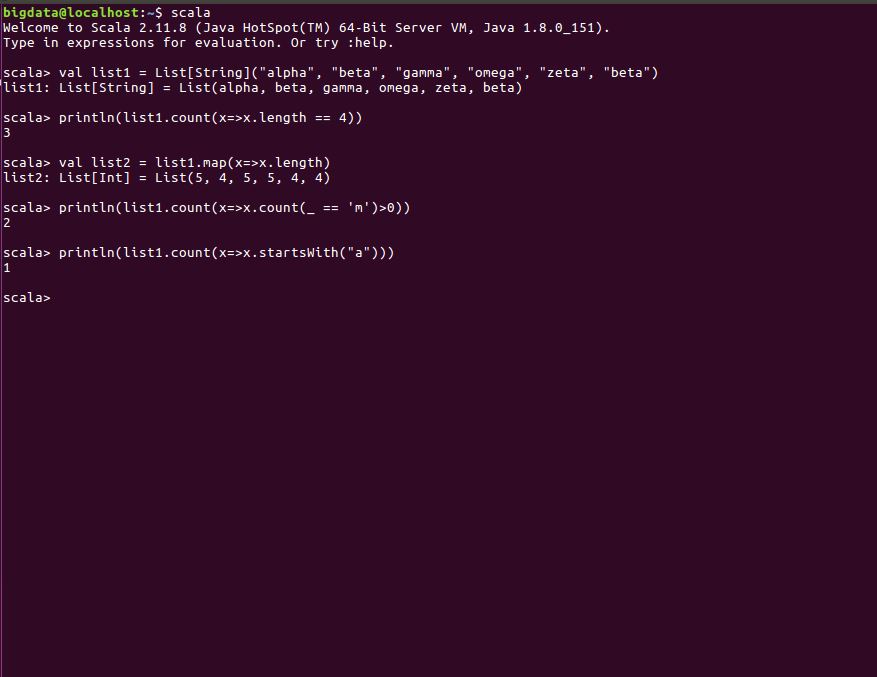 bigdata@localhost:~$ scala
Welcome to Scala 2.11.8 (Java HotSpot(TM) 64-Bit Server VM, Java 1.8.0_151).
Type in expressions for evaluation. Or try :help.
scala> val list1 = List[String]("alpha", "beta", "gamma", "omega", "zeta", "beta")
list1: List[String] = List(alpha, beta, gamma, omega, zeta, beta)
scala> println(list1.count(x=>x.length == 4))
3
scala> val list2 = list1.map(x=>x.length)
list2: List[Int] = List(5, 4, 5, 5, 4, 4)
scala> println(list1.count(x=>x.count(_ == 'm')>0))
2
scala> println(list1.count(x=>x.startsWith("a")))
1
scala>